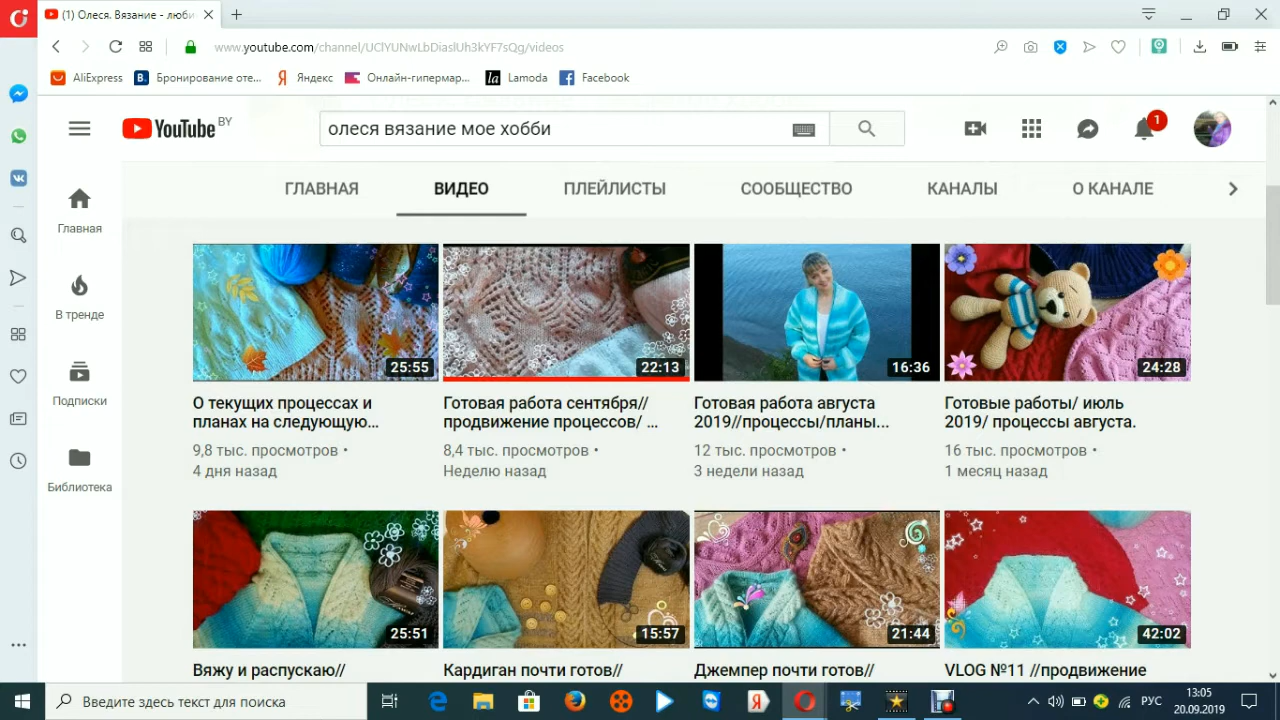 (1) Олеся. Вязание - люби
www.youtube.com/channel/UClYUNwLbDiaslUh3kYF7sQg/videos
AliExpress
B.
Бронирование оте...
Я
Яндекс
Онлайн-гипермар...
la
Lamoda
Facebook
YouTube BY
олеся вязание мое хобби
1
ГЛАВНАЯ
ВИДЕО
ПЛЕЙЛИСТЫ
СООБЩЕСТВО
КАНАЛЫ
О КАНАЛЕ
Главная
В тренде
Подписки
Библиотека
25:55
22:13
16:36
24:28
О текущих процессах и
планах на следующую...
9,8 тыс. просмотров •
4 дня назад
Готовая работа сентября//
продвижение процессов/ ...
8,4 тыс. просмотров •
Неделю назад
Готовая работа августа
2019//процессы/планы...
12 тыс. просмотров •
3 недели назад
Готовые работы/ июль
2019/ процессы августа.
16 тыс. просмотров •
1 месяц назад
25:51
15:57
21:44
42:02
Вяжу и распускаю//
Кардиган почти готов//
Джемпер почти готов//
VLOG №11 //продвижение
Введите здесь текст для поиска
РУС
13:05
20.09.2019